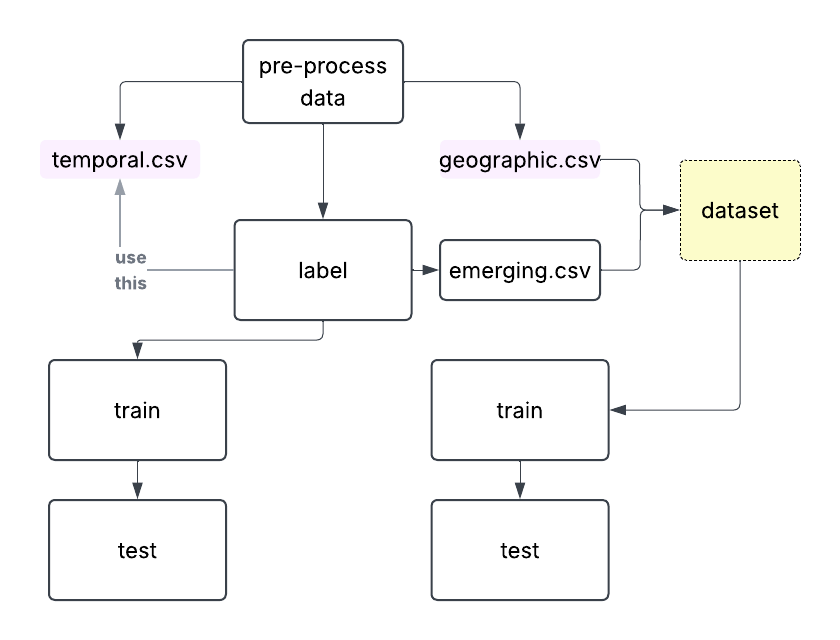 pre-process
data
temporal.csv
geographic.csv
dataset
use
this
label
emerging.csv
train
train
test
test